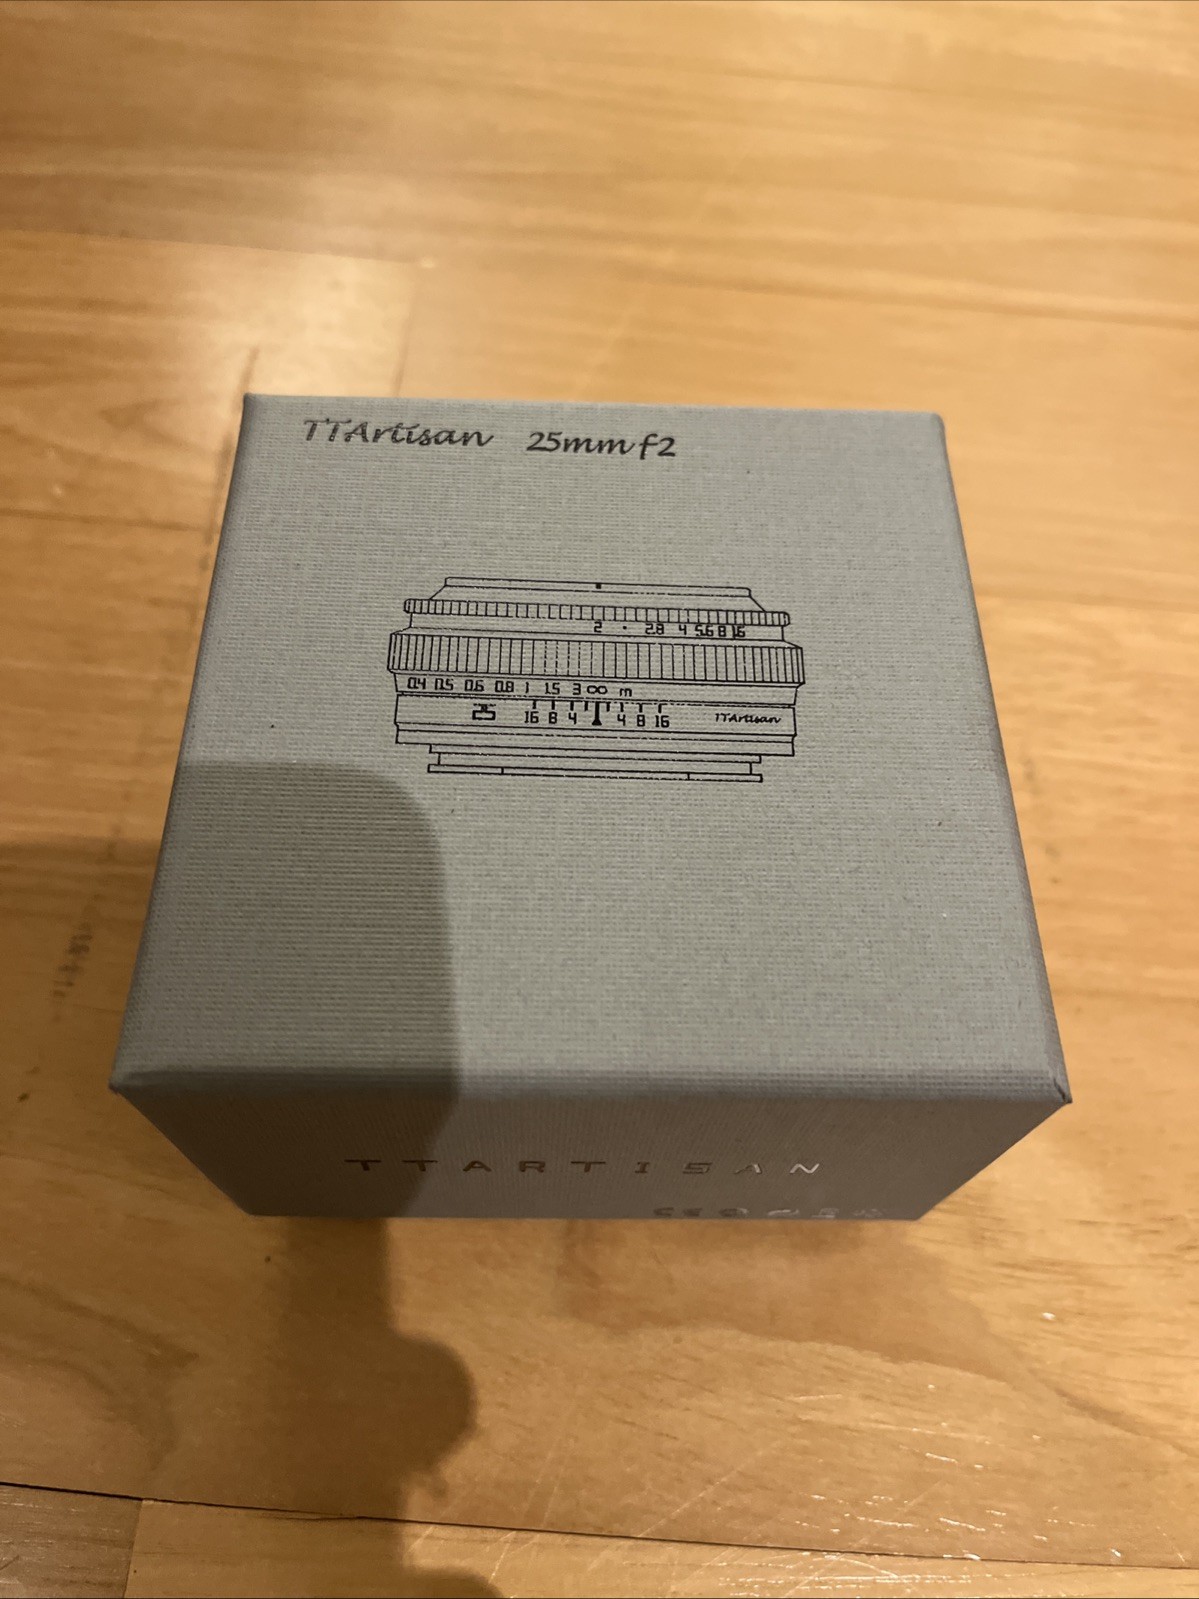 TTArtisan 25mm f2
2 · 2.8 4 5.6 8 16
0.4 0.5 0.6 0.8 1 1.5 3 ∞ m
25 16 8 4 4 8 16 TTArtisan
TTARTISAN